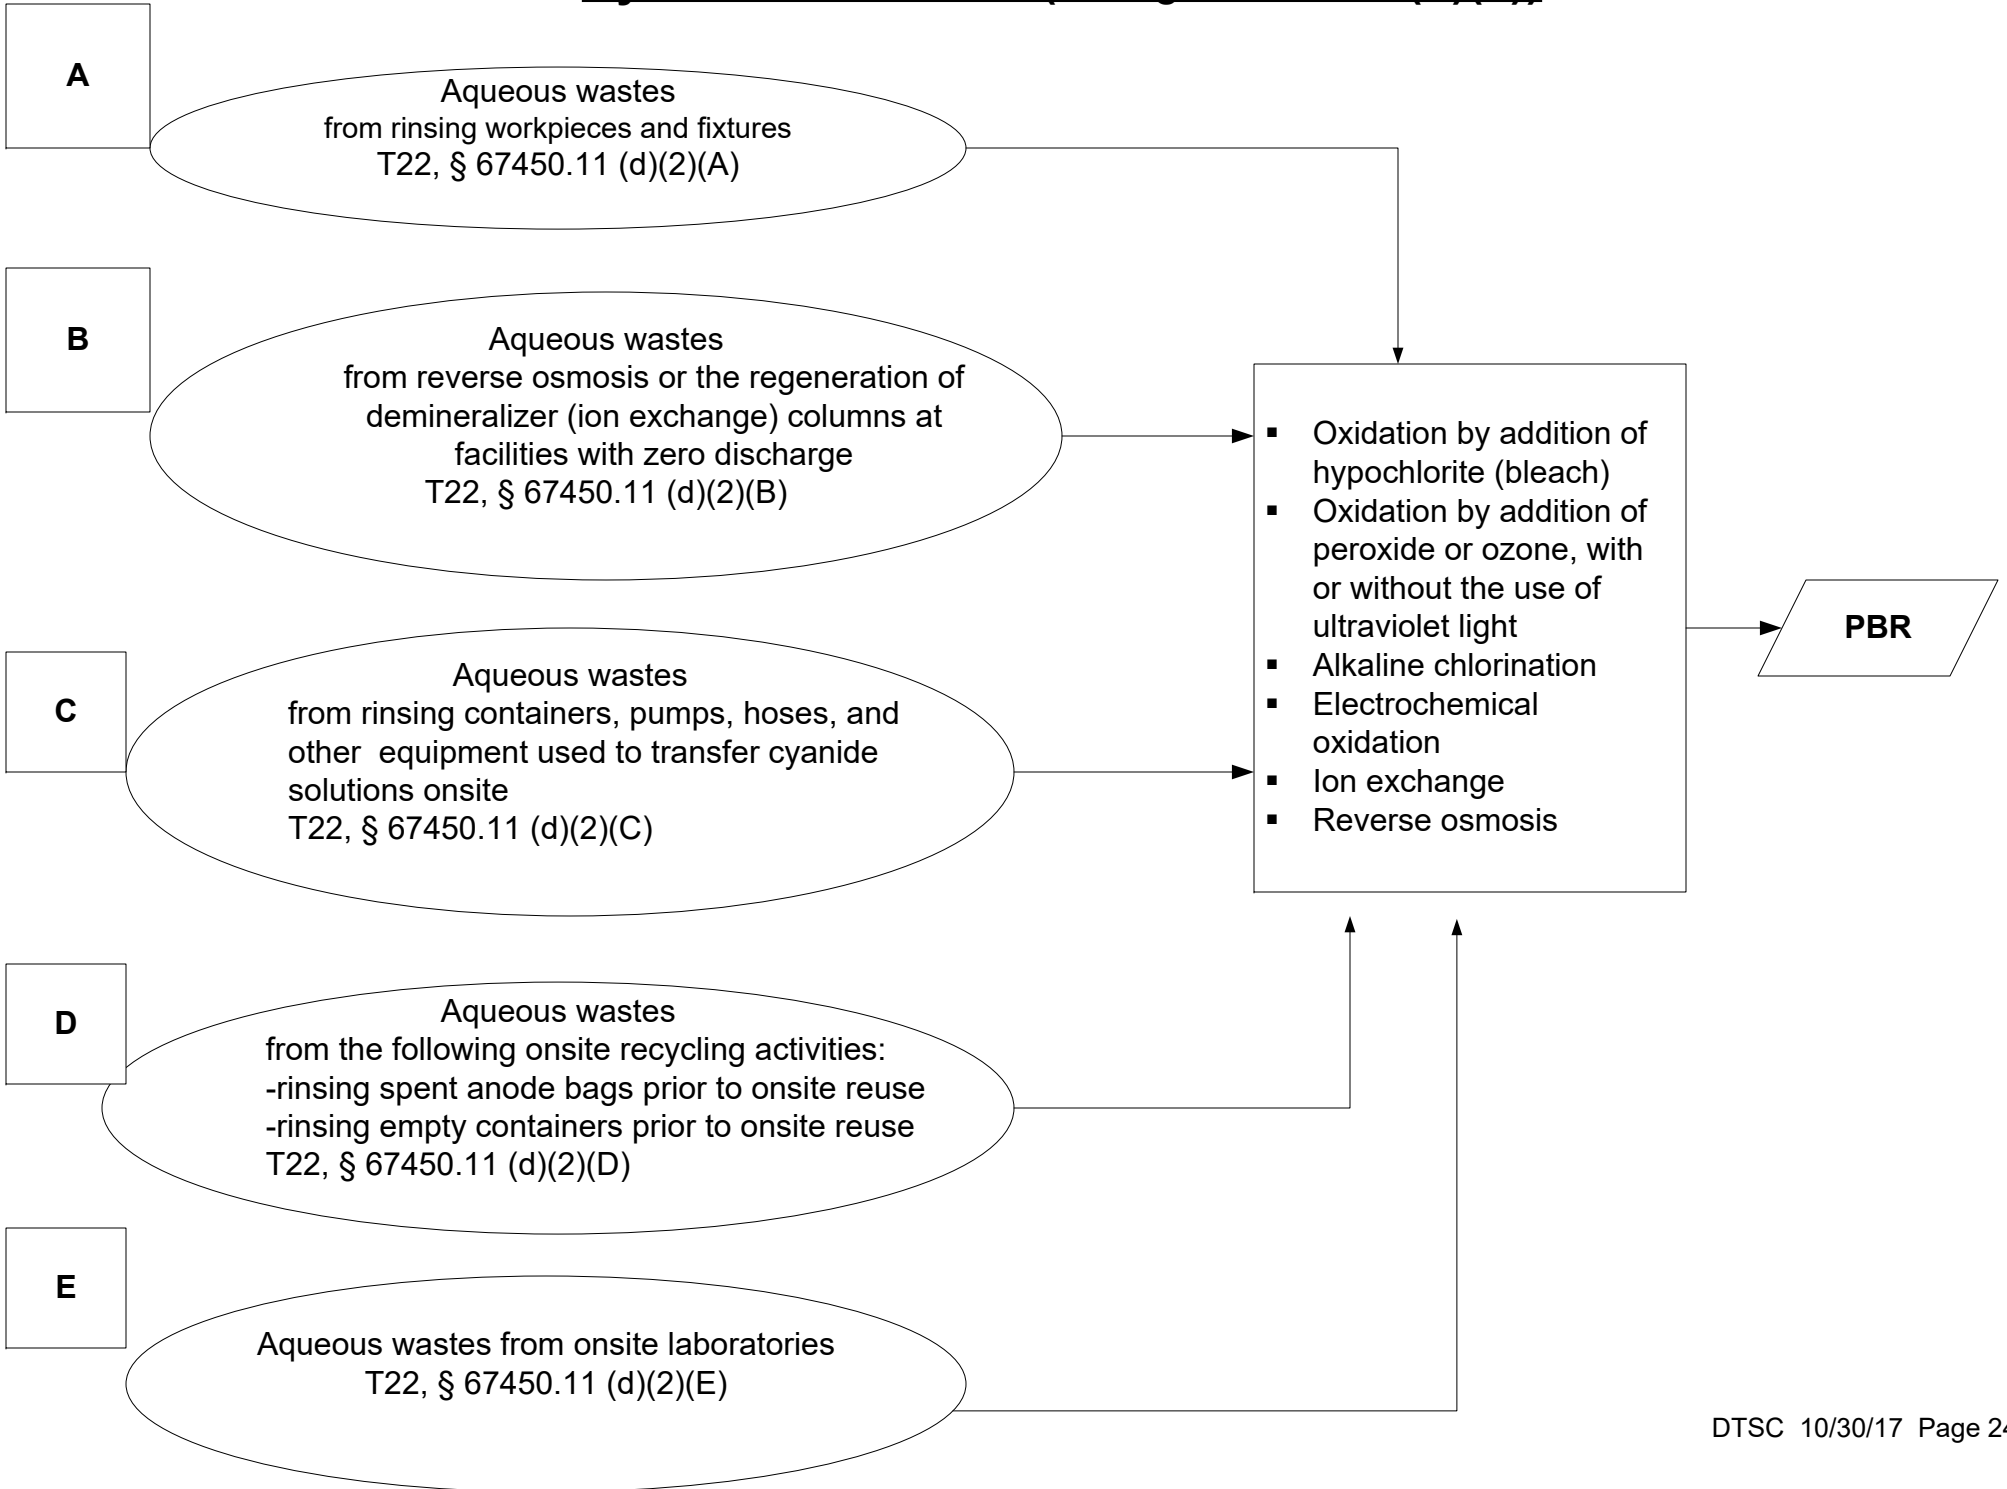 A
Aqueous wastes
from rinsing workpieces and fixtures
T22, § 67450.11 (d)(2)(A)
B
Aqueous wastes
from reverse osmosis or the regeneration of
demineralizer (ion exchange) columns at
facilities with zero discharge
T22, § 67450.11 (d)(2)(B)
C
Aqueous wastes
from rinsing containers, pumps, hoses, and
other equipment used to transfer cyanide
solutions onsite
T22, § 67450.11 (d)(2)(C)
D
Aqueous wastes
from the following onsite recycling activities:
-rinsing spent anode bags prior to onsite reuse
-rinsing empty containers prior to onsite reuse
T22, § 67450.11 (d)(2)(D)
E
Aqueous wastes from onsite laboratories
T22, § 67450.11 (d)(2)(E)
▪ Oxidation by addition of
hypochlorite (bleach)
▪ Oxidation by addition of
peroxide or ozone, with
or without the use of
ultraviolet light
▪ Alkaline chlorination
▪ Electrochemical
oxidation
▪ Ion exchange
▪ Reverse osmosis
PBR
DTSC 10/30/17 Page 24